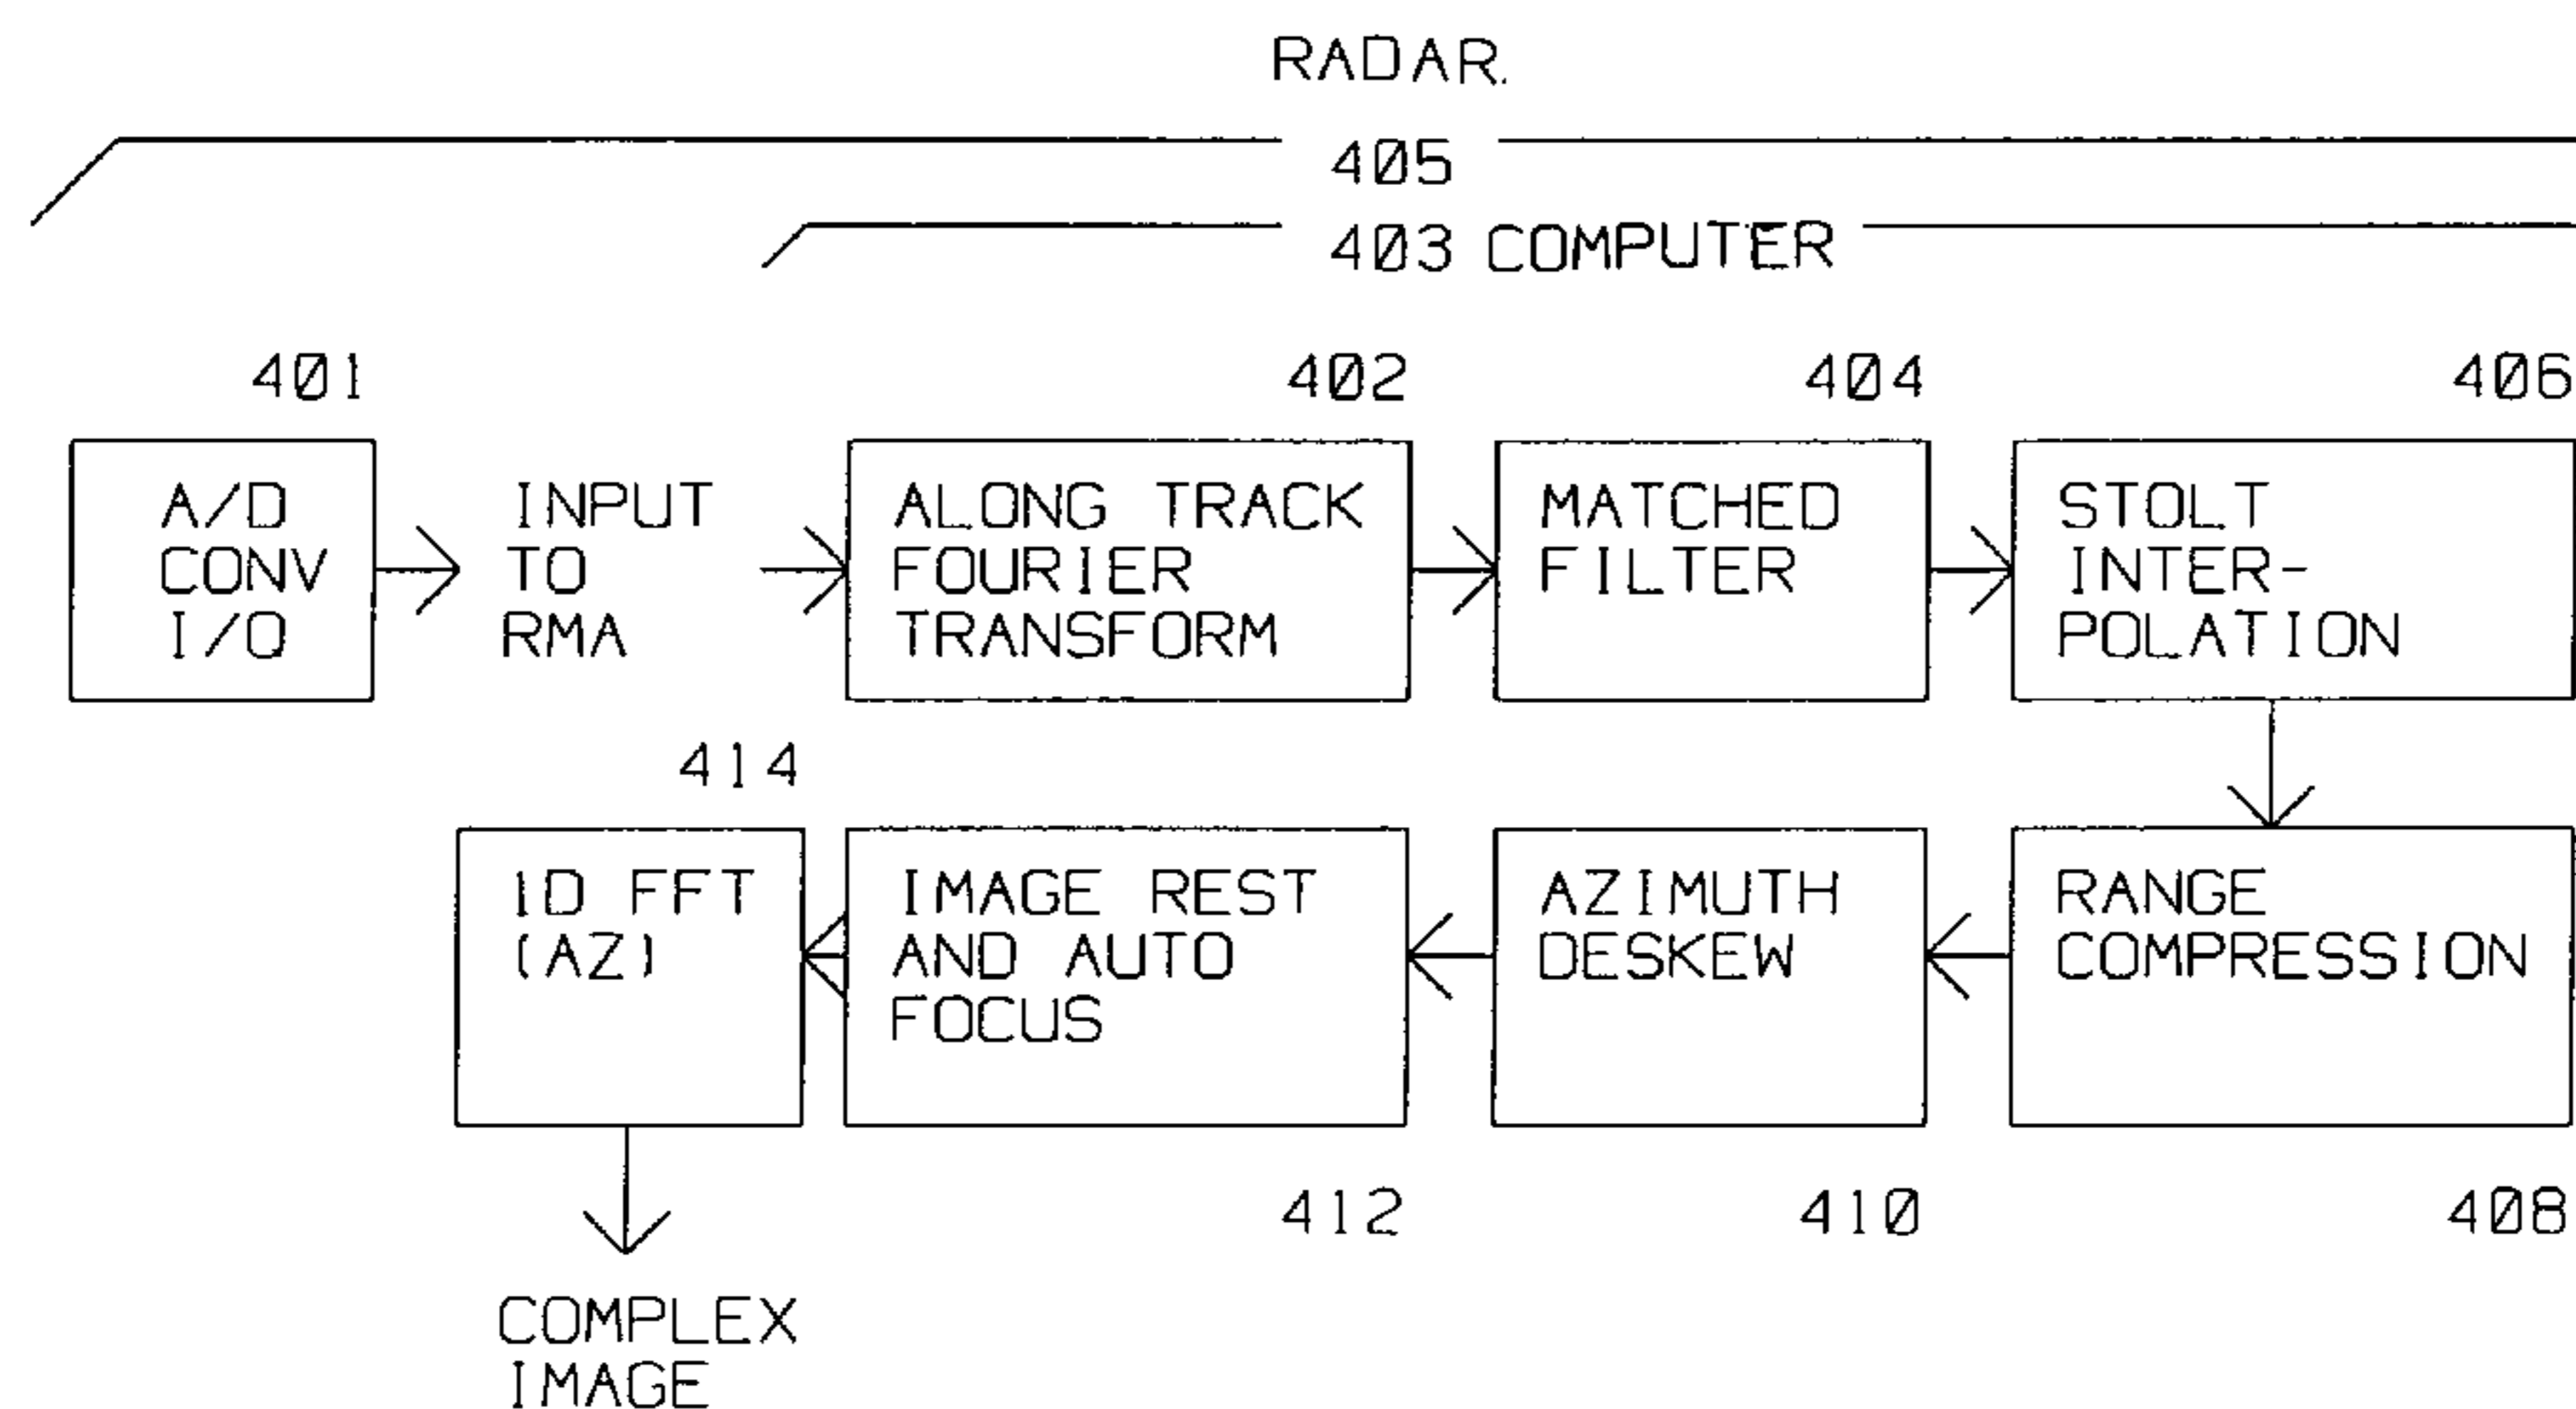 RADAR.
405
403 COMPUTER
401
402
404
406
A/D
CONV
I/Q
INPUT
TO
RMA
ALONG TRACK
FOURIER
TRANSFORM
MATCHED
FILTER
STOLT
INTER-
POLATION
414
1D FFT
(AZ)
IMAGE REST
AND AUTO
FOCUS
AZIMUTH
DESKEW
RANGE
COMPRESSION
412
410
408
COMPLEX
IMAGE